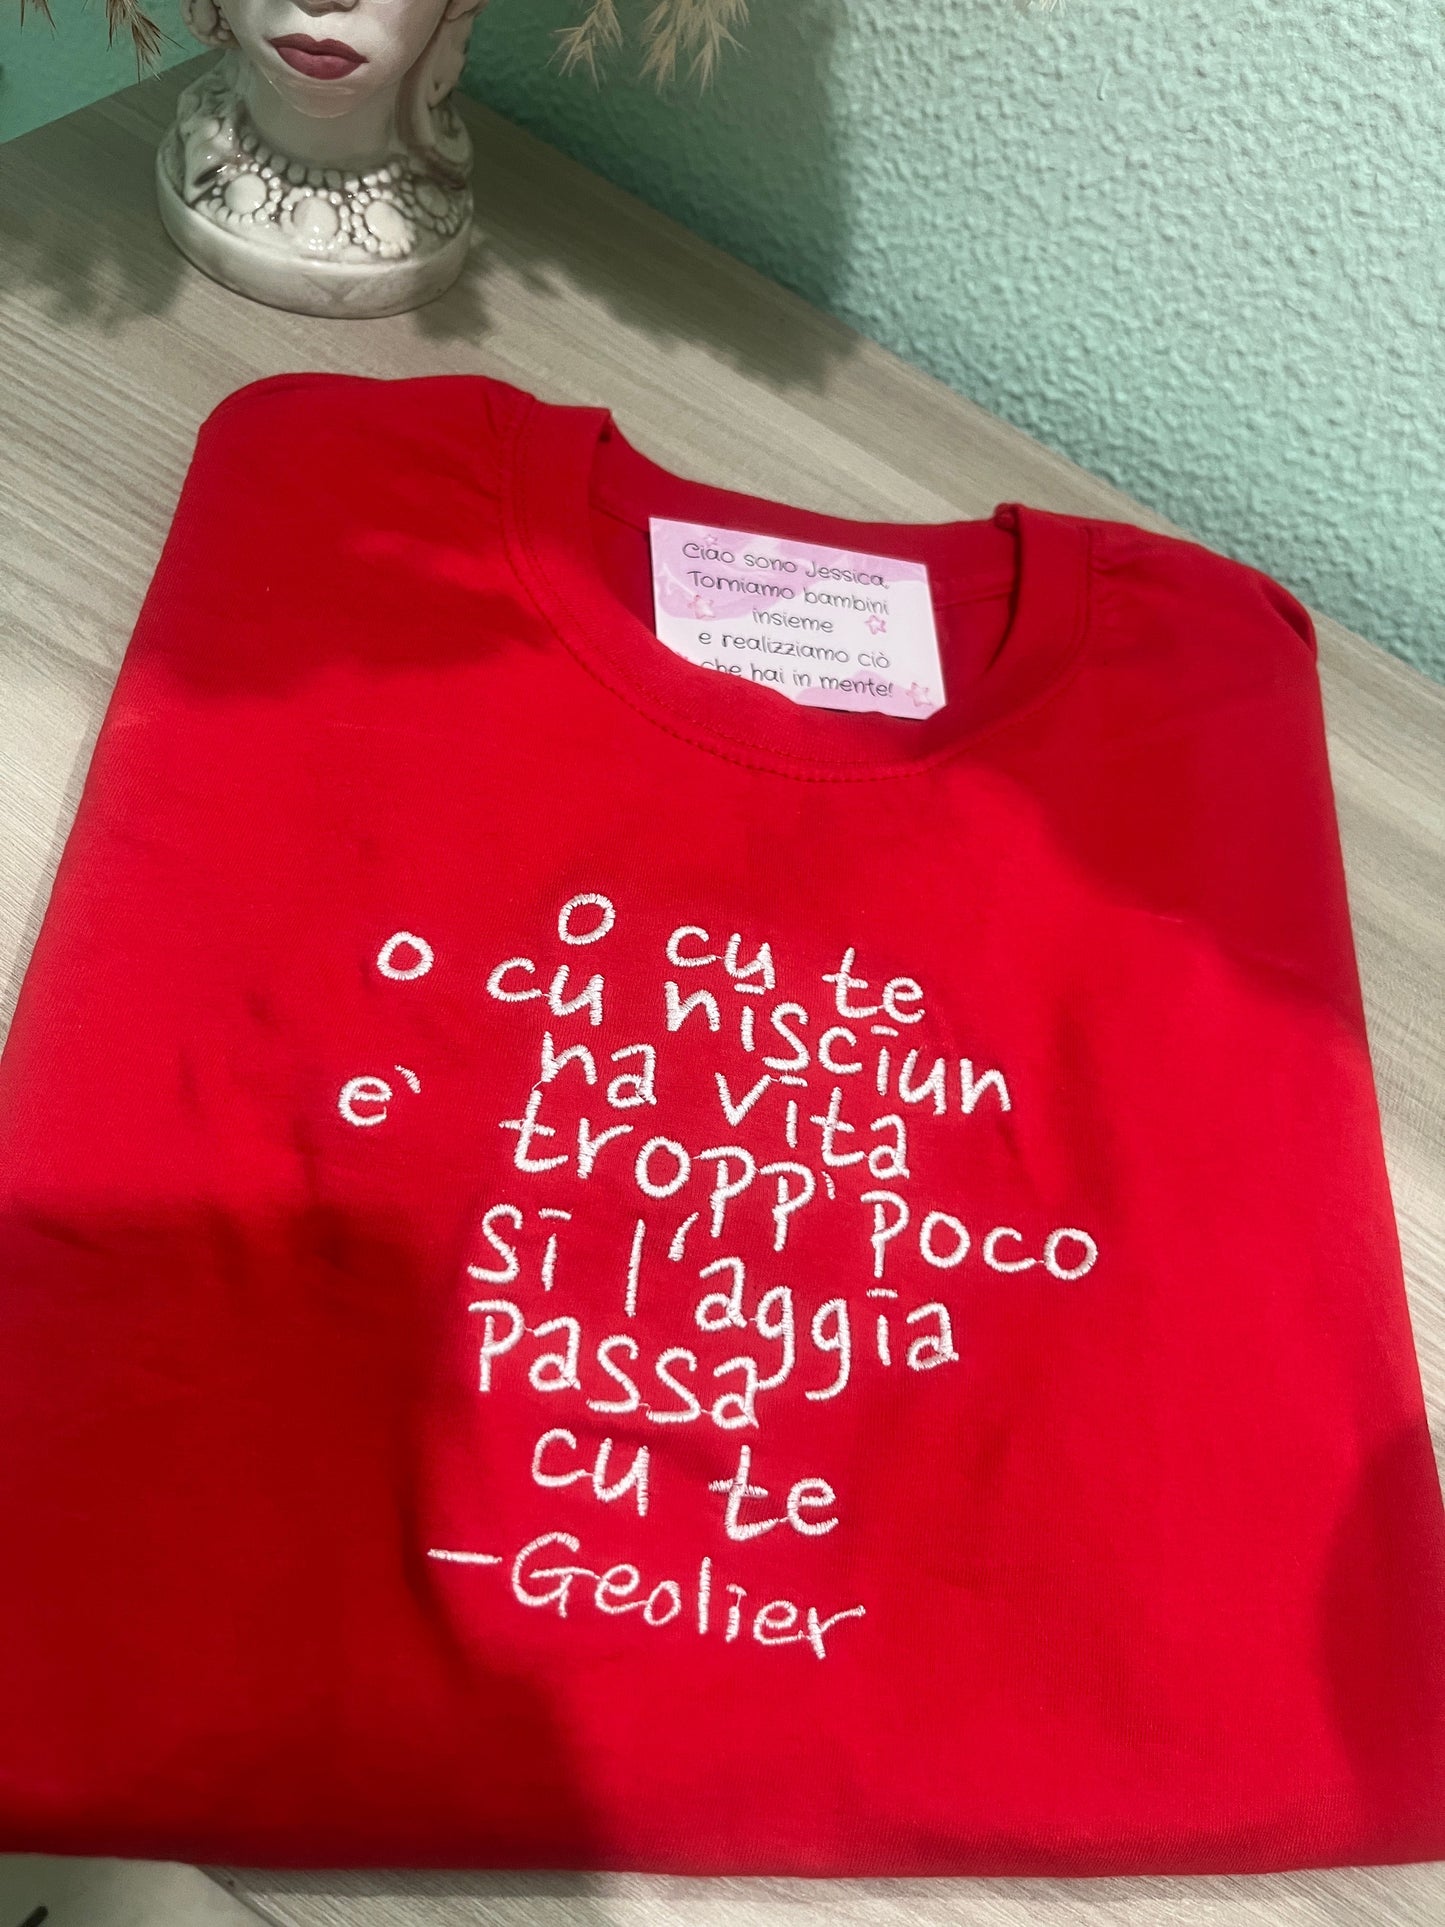 Ciao sono Jessica,
Torniamo bambini
insieme
e realizziamo ciò
che hai in mente!
O cu te
o cu nisciun
na vita
e' tropp' poco
si l'aggia
passa
cu te
-Geolier